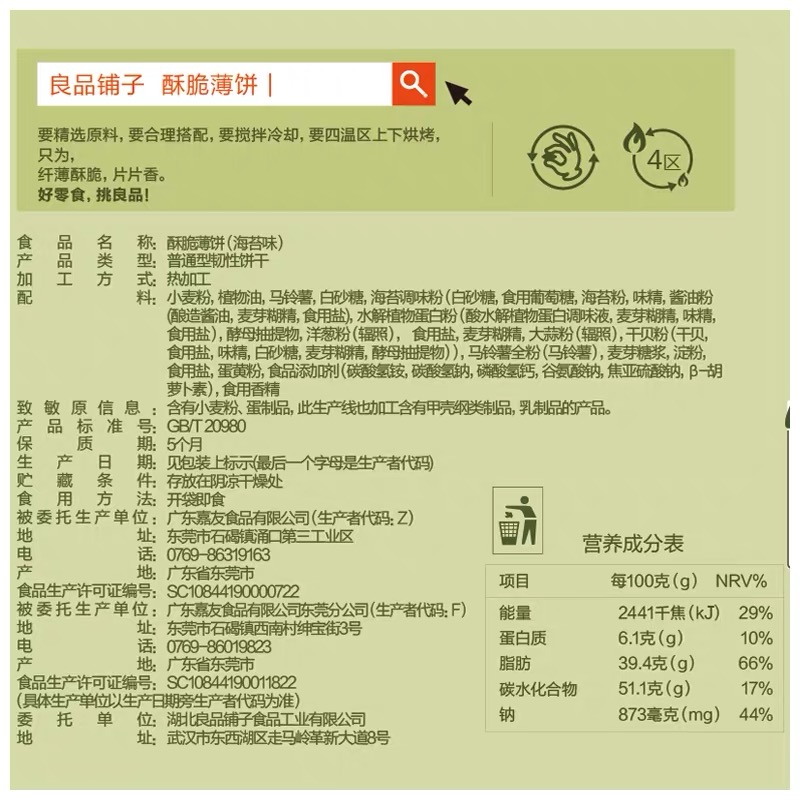 良品铺子 酥脆薄饼
要精选原料，要合理搭配，要搅拌冷却，要四温区上下烘烤，
只为，
纤薄酥脆，片片香。
好零食，挑良品！
4区
食品名称：酥脆薄饼（海苔味）
产品类型：普通型韧性饼干
加工方式：热加工
配料：小麦粉，植物油，马铃薯，白砂糖，海苔调味粉（白砂糖，食用葡萄糖，海苔粉，味精，酱油粉
（酿造酱油，麦芽糊精，食用盐），水解植物蛋白粉（酸水解植物蛋白调味液，麦芽糊精，味精，
食用盐），酵母抽提物，洋葱粉（辐照），食用盐，麦芽糊精，大蒜粉（辐照），干贝粉（干贝，
食用盐，味精，白砂糖，麦芽糊精，酵母抽提物）），马铃薯全粉（马铃薯），麦芽糖浆，淀粉，
食用盐，蛋黄粉，食品添加剂（碳酸氢铵，碳酸氢钠，磷酸氢钙，谷氨酸钠，焦亚硫酸钠，β-胡
萝卜素），食用香精
致敏原信息：含有小麦粉、蛋制品，此生产线也加工含有甲壳纲类制品，乳制品的产品。
产品标准号：GB/T 20980
保质期：5个月
生产日期：见包装上标示（最后一个字母是生产者代码）
贮藏条件：存放在阴凉干燥处
食用方法：开袋即食
被委托生产单位：广东嘉友食品有限公司（生产者代码：Z）
地址：东莞市石碣镇涌口第三工业区
电话：0769-86319163
产地：广东省东莞市
食品生产许可证编号：SC10844190000722
被委托生产单位：广东嘉友食品有限公司东莞分公司（生产者代码：F）
地址：东莞市石碣镇西南村绅宝街3号
电话：0769-86019823
产地：广东省东莞市
食品生产许可证编号：SC10844190011822
（具体生产单位以生产日期旁生产者代码为准）
委托单位：湖北良品铺子食品工业有限公司
地址：武汉市东西湖区走马岭革新大道8号
营养成分表
项目 每100克(g) NRV%
能量 2441千焦(kJ) 29%
蛋白质 6.1克(g) 10%
脂肪 39.4克(g) 66%
碳水化合物 51.1克(g) 17%
钠 873毫克(mg) 44%